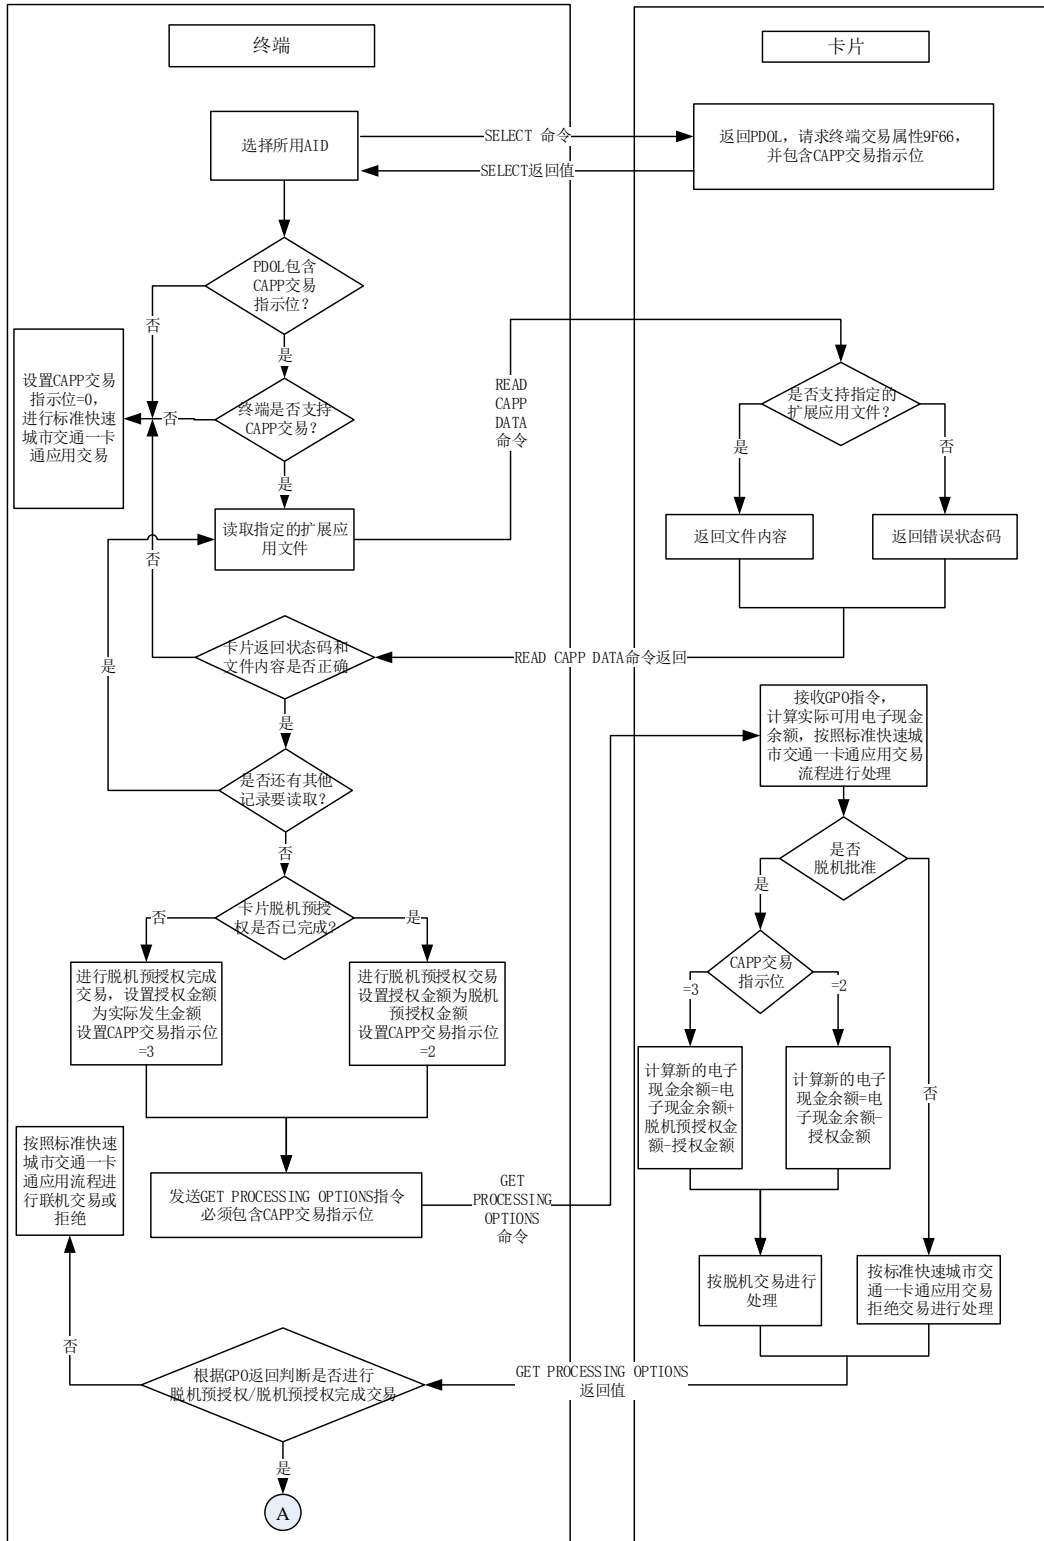 终端
卡片
选择所用AID
SELECT 命令
SELECT返回值
返回PDOL，请求终端交易属性9F66，
并包含CAPP交易指示位
PDOL包含
CAPP交易
指示位？
否
是
设置CAPP交易
指示位=0，
进行标准快速
城市交通一卡
通应用交易
否
终端是否支持
CAPP交易？
是
READ
CAPP
DATA
命令
是否支持指定的
扩展应用文件？
是
否
读取指定的扩展应
用文件
返回文件内容
返回错误状态码
否
卡片返回状态码和
文件内容是否正确
READ CAPP DATA命令返回
是
是
是否还有其他
记录要读取？
否
接收GPO指令，
计算实际可用电子现金
余额，按照标准快速城
市交通一卡通应用交易
流程进行处理
是否
脱机批准
是
否
卡片脱机预授
权是否已完成？
否
是
CAPP交易
指示位
=3
=2
进行脱机预授权完成
交易，设置授权金额
为实际发生金额
设置CAPP交易指示位
=3
进行脱机预授权交易
设置授权金额为脱机
预授权金额
设置CAPP交易指示位
=2
计算新的电子
现金余额=电
子现金余额+
脱机预授权金
额-授权金额
计算新的电子
现金余额=电
子现金余额-
授权金额
按照标准快速
城市交通一卡
通应用流程进
行联机交易或
拒绝
发送GET PROCESSING OPTIONS指令
必须包含CAPP交易指示位
GET
PROCESSING
OPTIONS
命令
按脱机交易进行
处理
按标准快速城市交
通一卡通应用交易
拒绝交易进行处理
否
根据GPO返回判断是否进行
脱机预授权/脱机预授权完成交易
GET PROCESSING OPTIONS
返回值
是
A